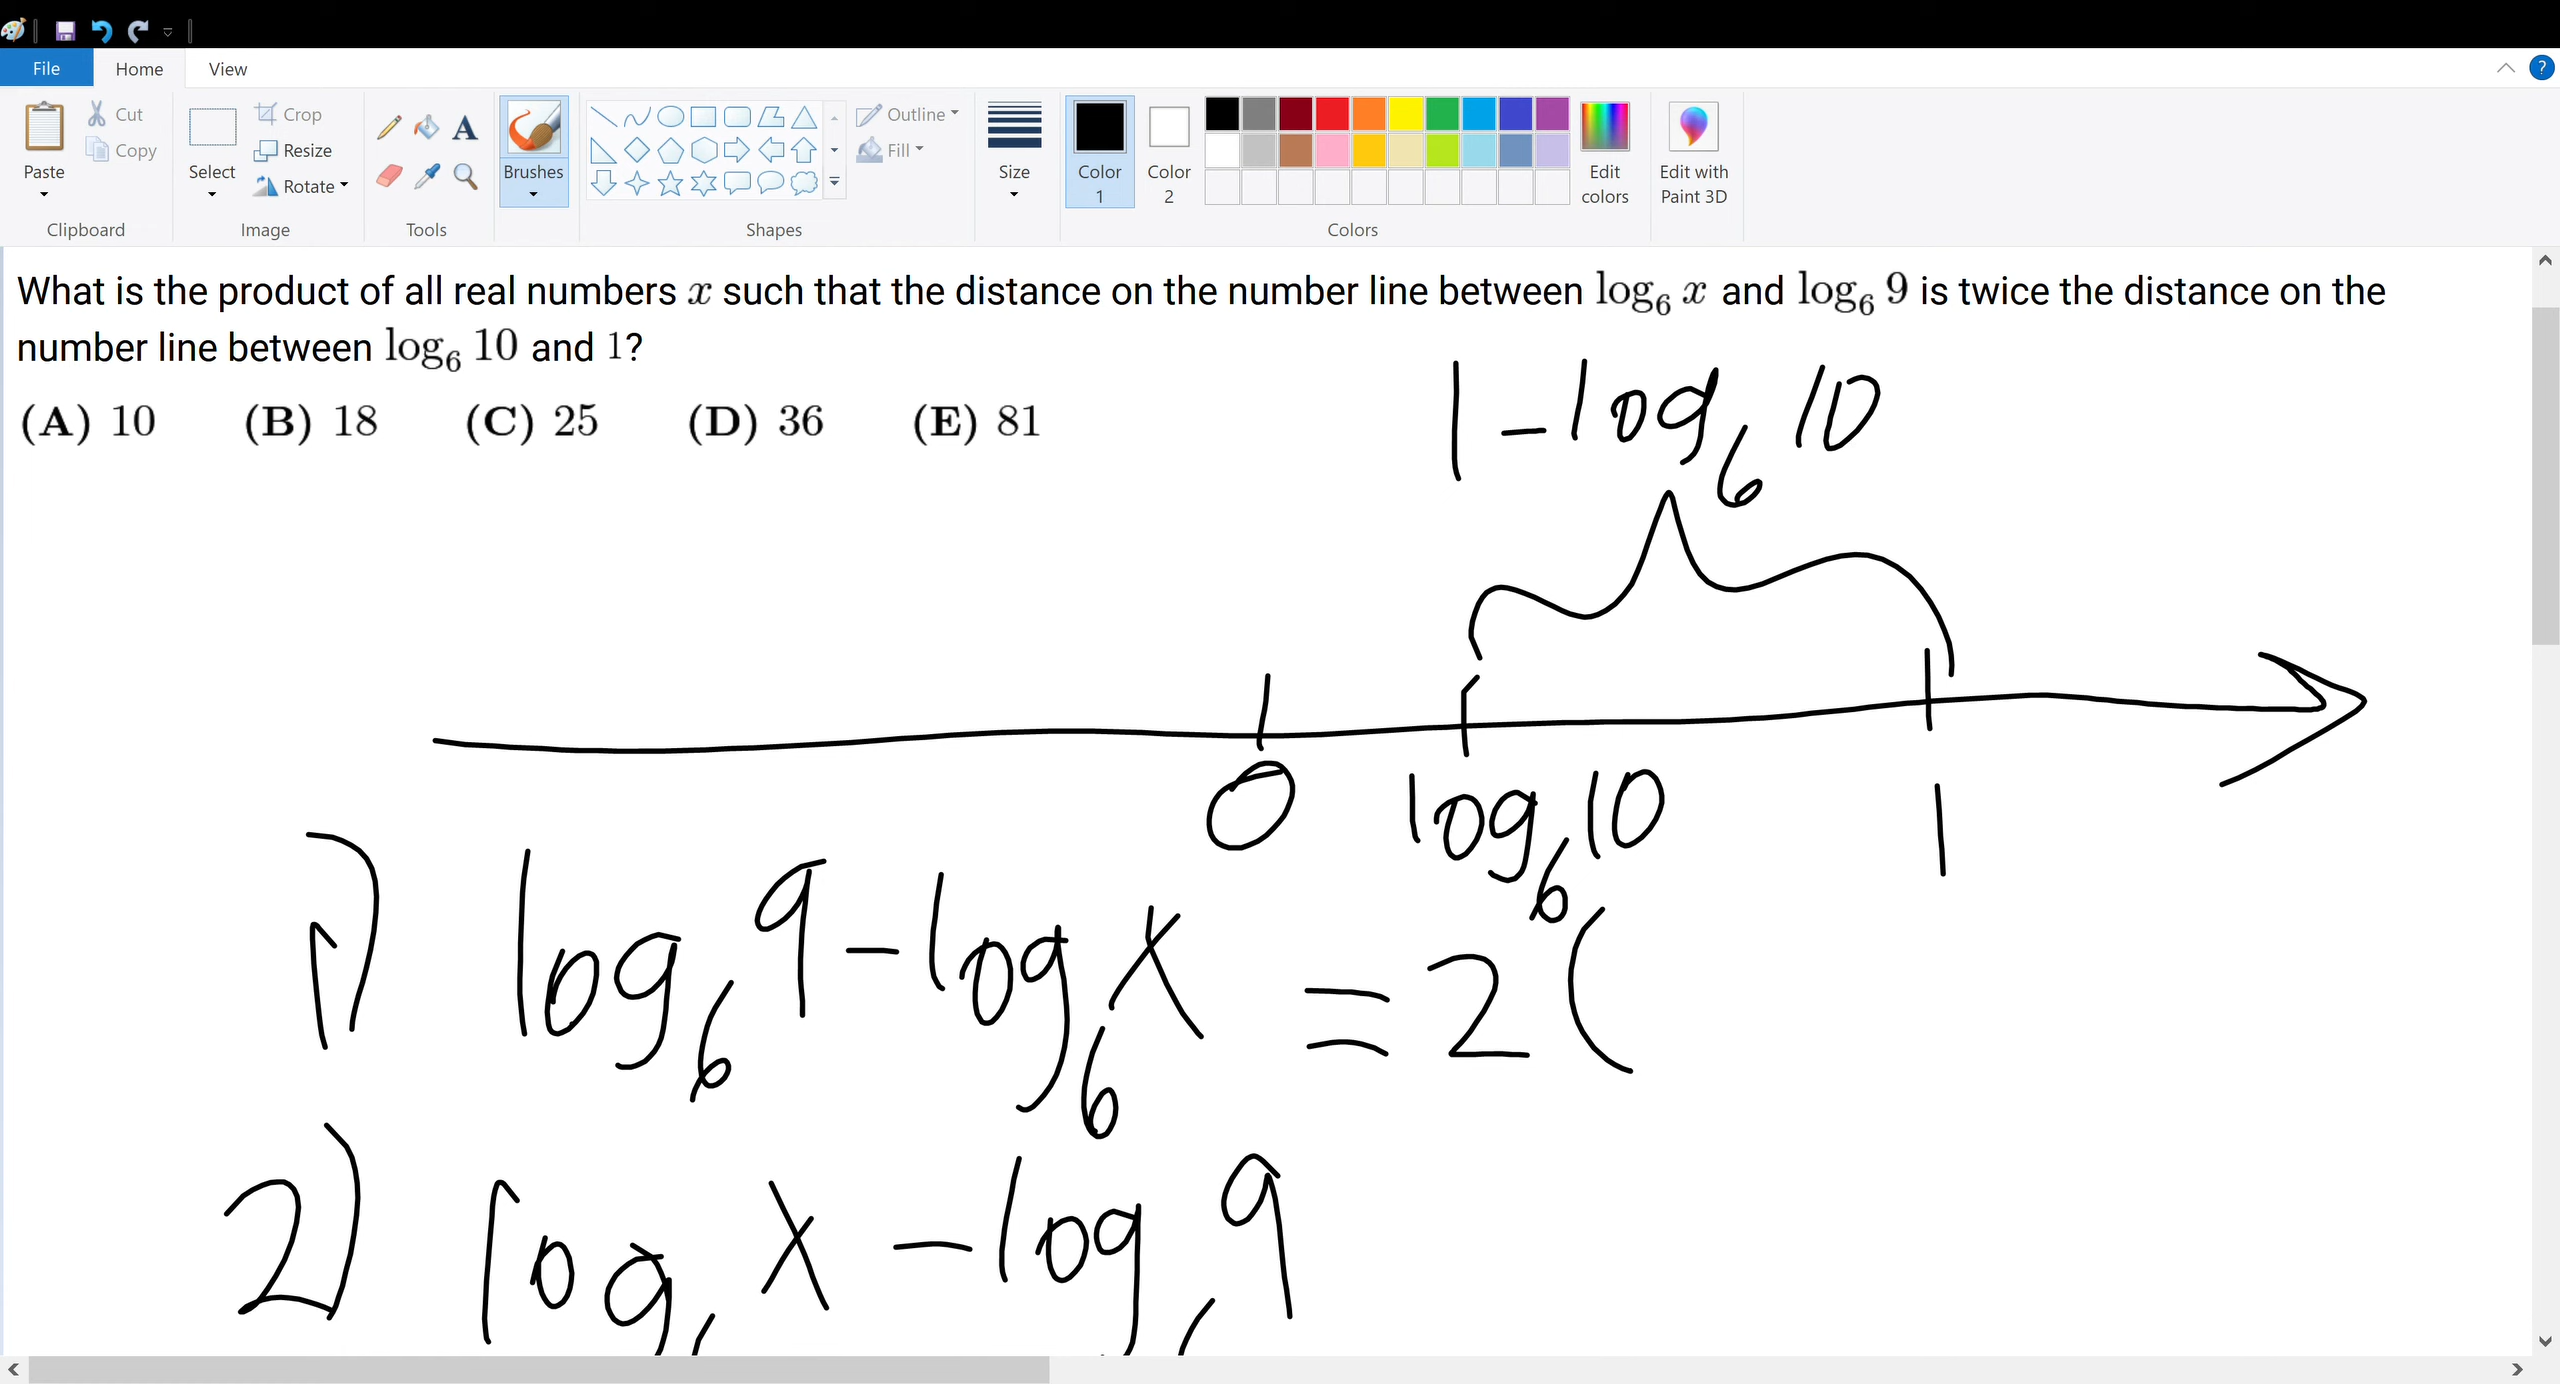 File Home View
Paste
Cut
Copy
Clipboard
Select
Crop
Resize
Rotate
Image
Tools
Brushes
Shapes
Outline
Fill
Size
Color 1
Color 2
Colors
Edit colors
Edit with Paint 3D
What is the product of all real numbers x such that the distance on the number line between log₆ x and log₆ 9 is twice the distance on the
number line between log₆ 10 and 1?
(A) 10 (B) 18 (C) 25 (D) 36 (E) 81
1 - log₆ 10
0 log₆ 10 1
1) log₆ 9 - log₆ x = 2 (
2) log x - log 9